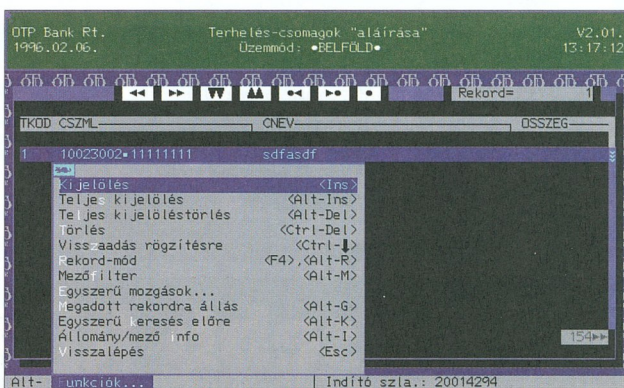 OTP Bank Rt. Terhelés-csomagok "aláírása" V2.01.
1996.02.06. Üzemmód: •BELFÖLD• 13:17:12
Rekord= 1
TKOD CSZML CNEV OSSZEG
1 10023002-11111111 sdfasdf
Kijelölés <Ins>
Teljes kijelölés <Alt-Ins>
Teljes kijelöléstörlés <Alt-Del>
Törlés <Ctrl-Del>
Visszaadás rögzítésre <Ctrl-↓>
Rekord-mód <F4>,<Alt-R>
Mezőfilter <Alt-M>
Egyszerű mozgások...
Megadott rekordra állás <Alt-G>
Egyszerű keresés előre <Alt-K>
Állomány/mező info <Alt-I>
Visszalépés <Esc>
154►►
Alt- Funkciók... Indító szla.: 20014294